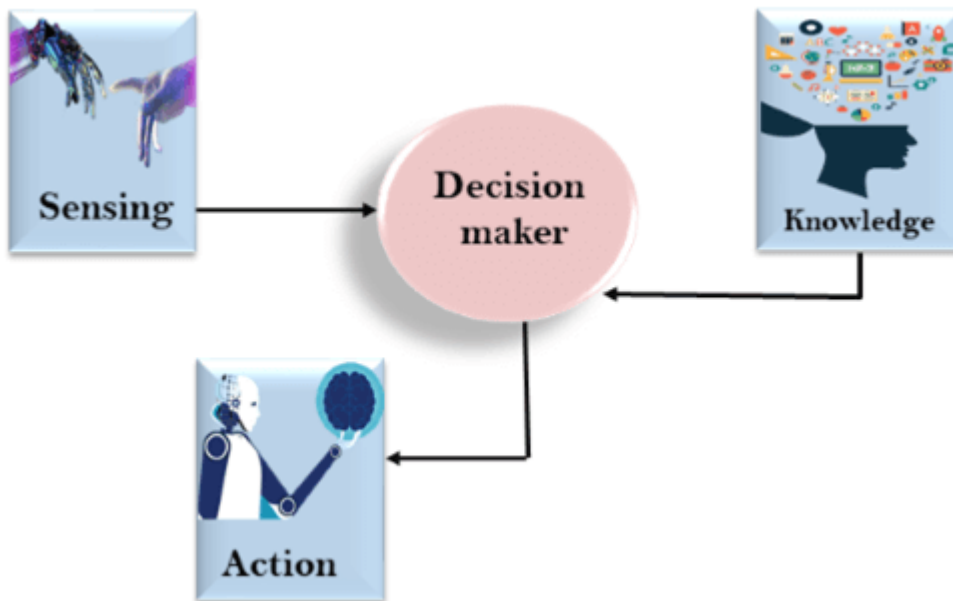 Sensing
Decision
maker
Knowledge
Action